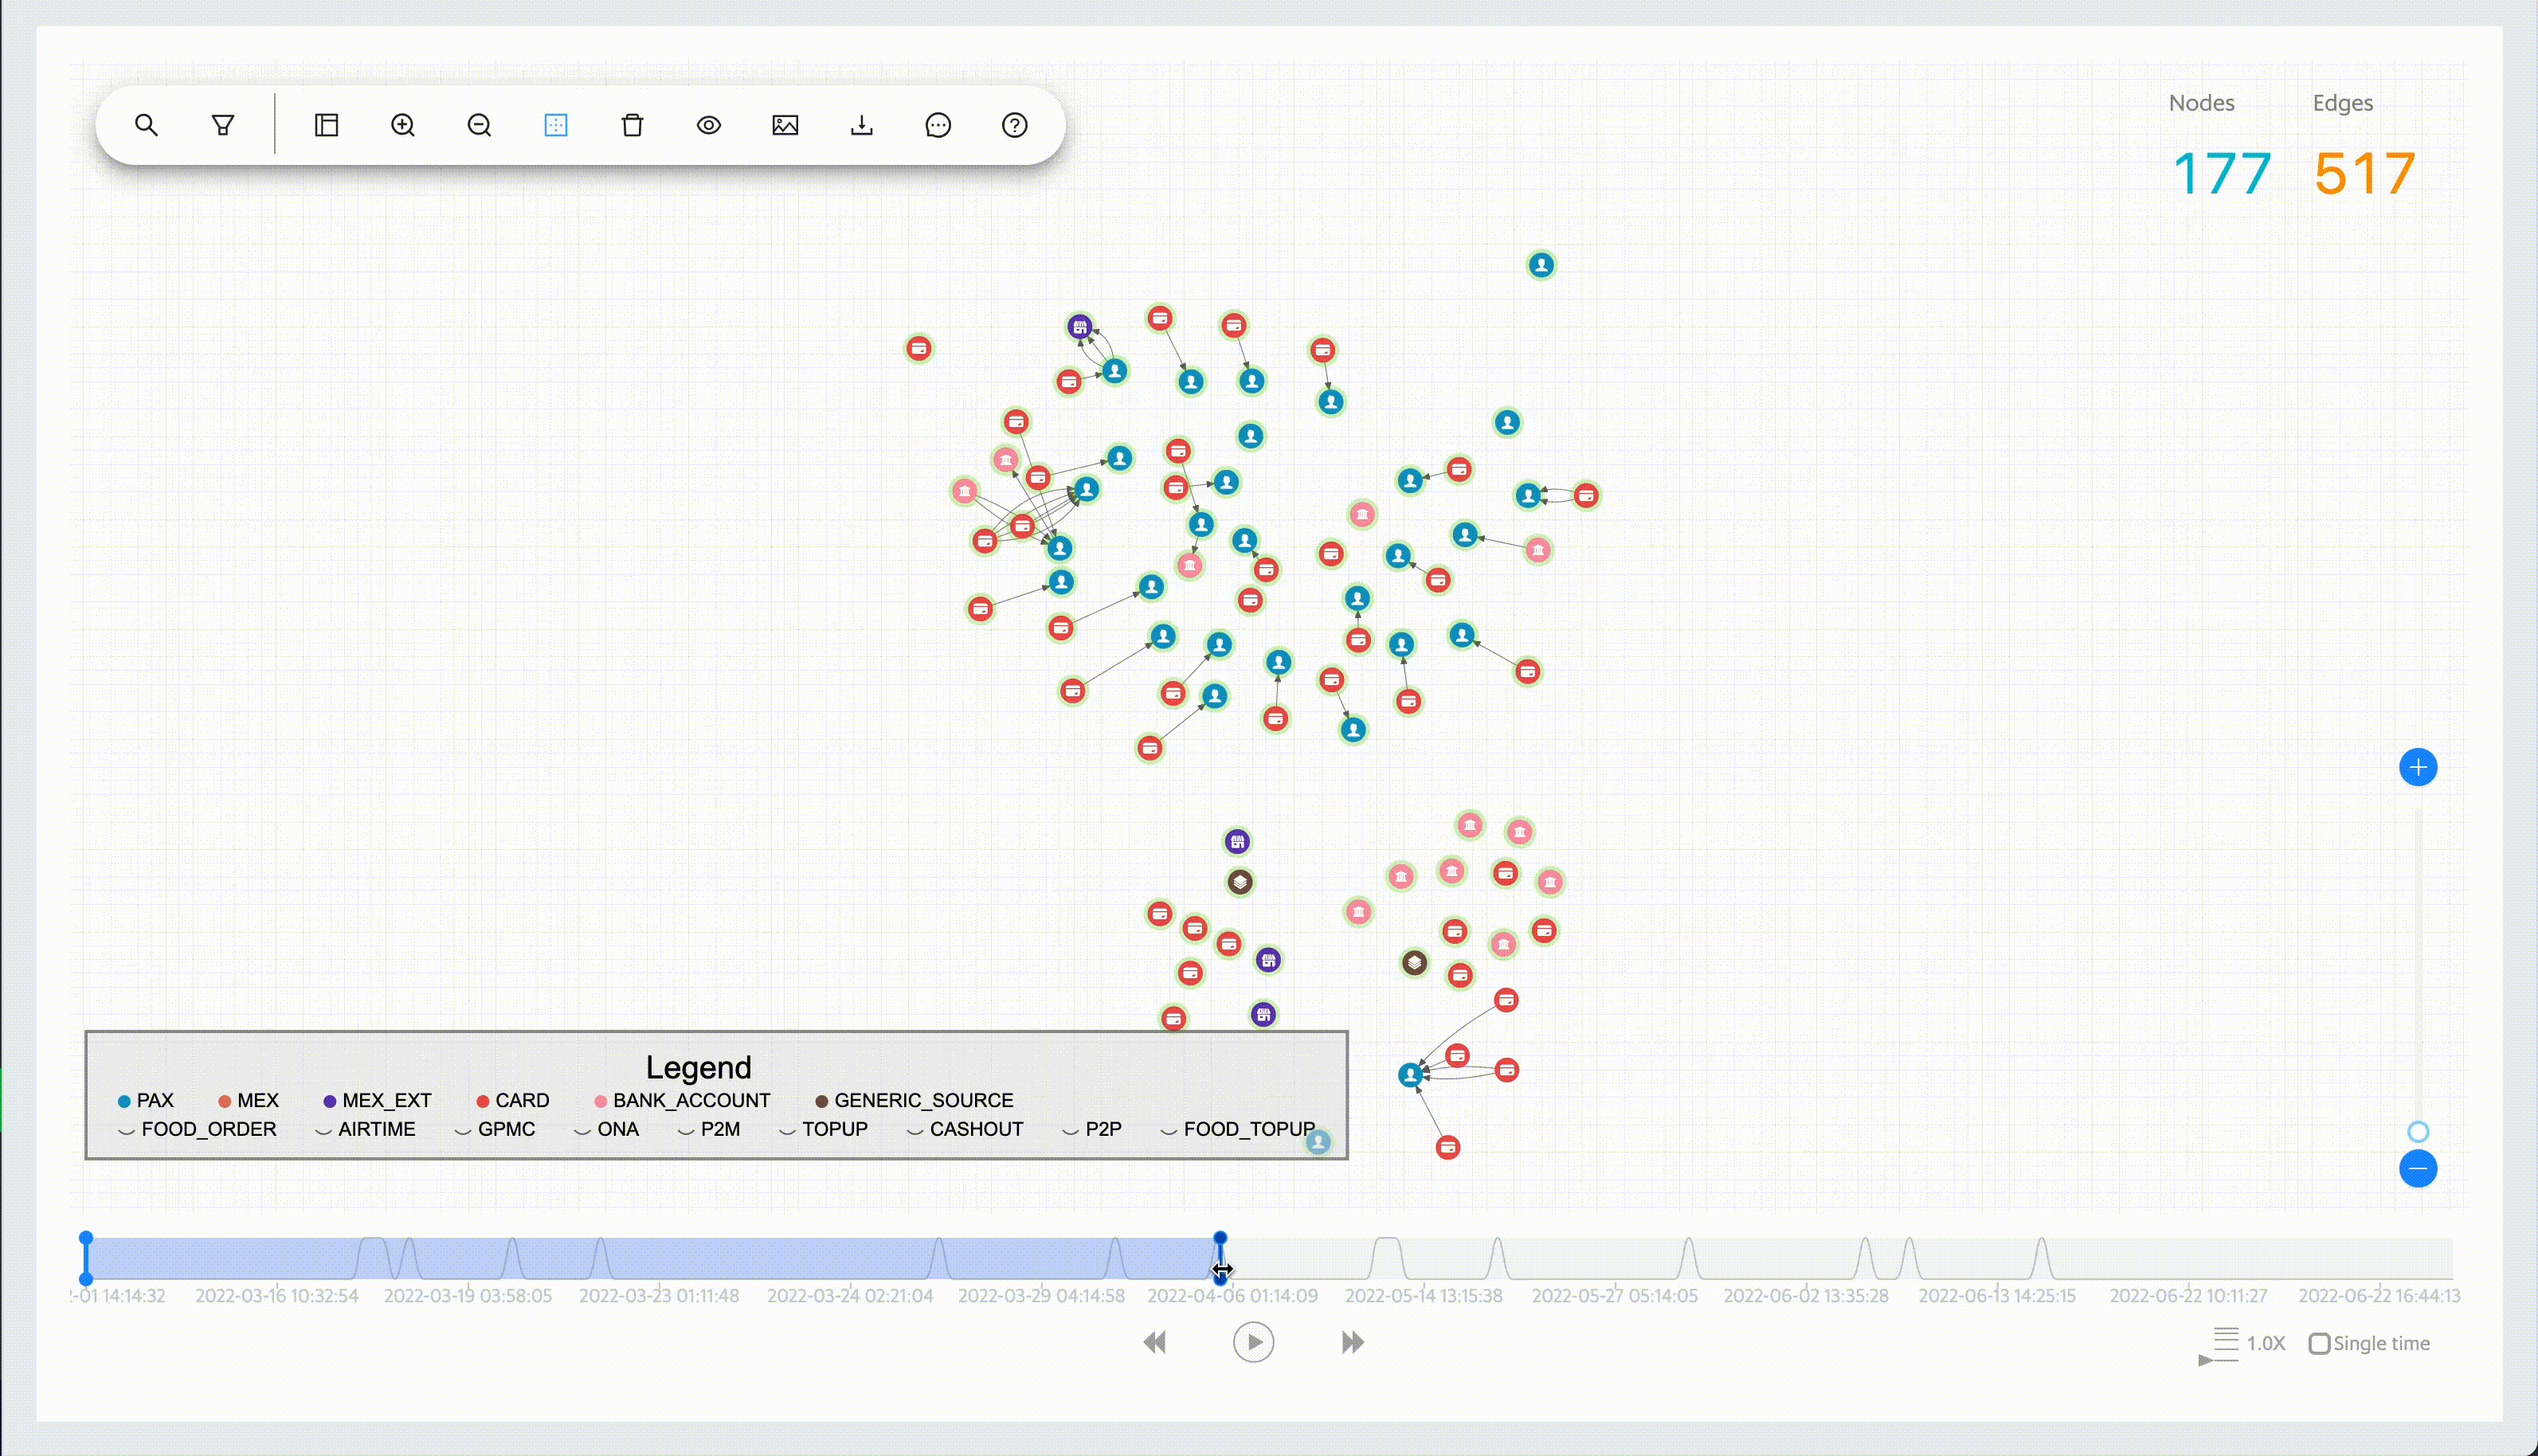 Nodes Edges
177 517
Legend
PAX MEX MEX_EXT CARD BANK_ACCOUNT GENERIC_SOURCE
FOOD_ORDER AIRTIME GPMC ONA P2M TOPUP CASHOUT P2P FOOD_TOPUP
2-01 14:14:32 2022-03-16 10:32:54 2022-03-19 03:58:05 2022-03-23 01:11:48 2022-03-24 02:21:04 2022-03-29 04:14:58 2022-04-06 01:14:09 2022-05-14 13:15:38 2022-05-27 05:14:05 2022-06-02 13:35:28 2022-06-13 14:25:15 2022-06-22 10:11:27 2022-06-22 16:44:13
1.0X Single time